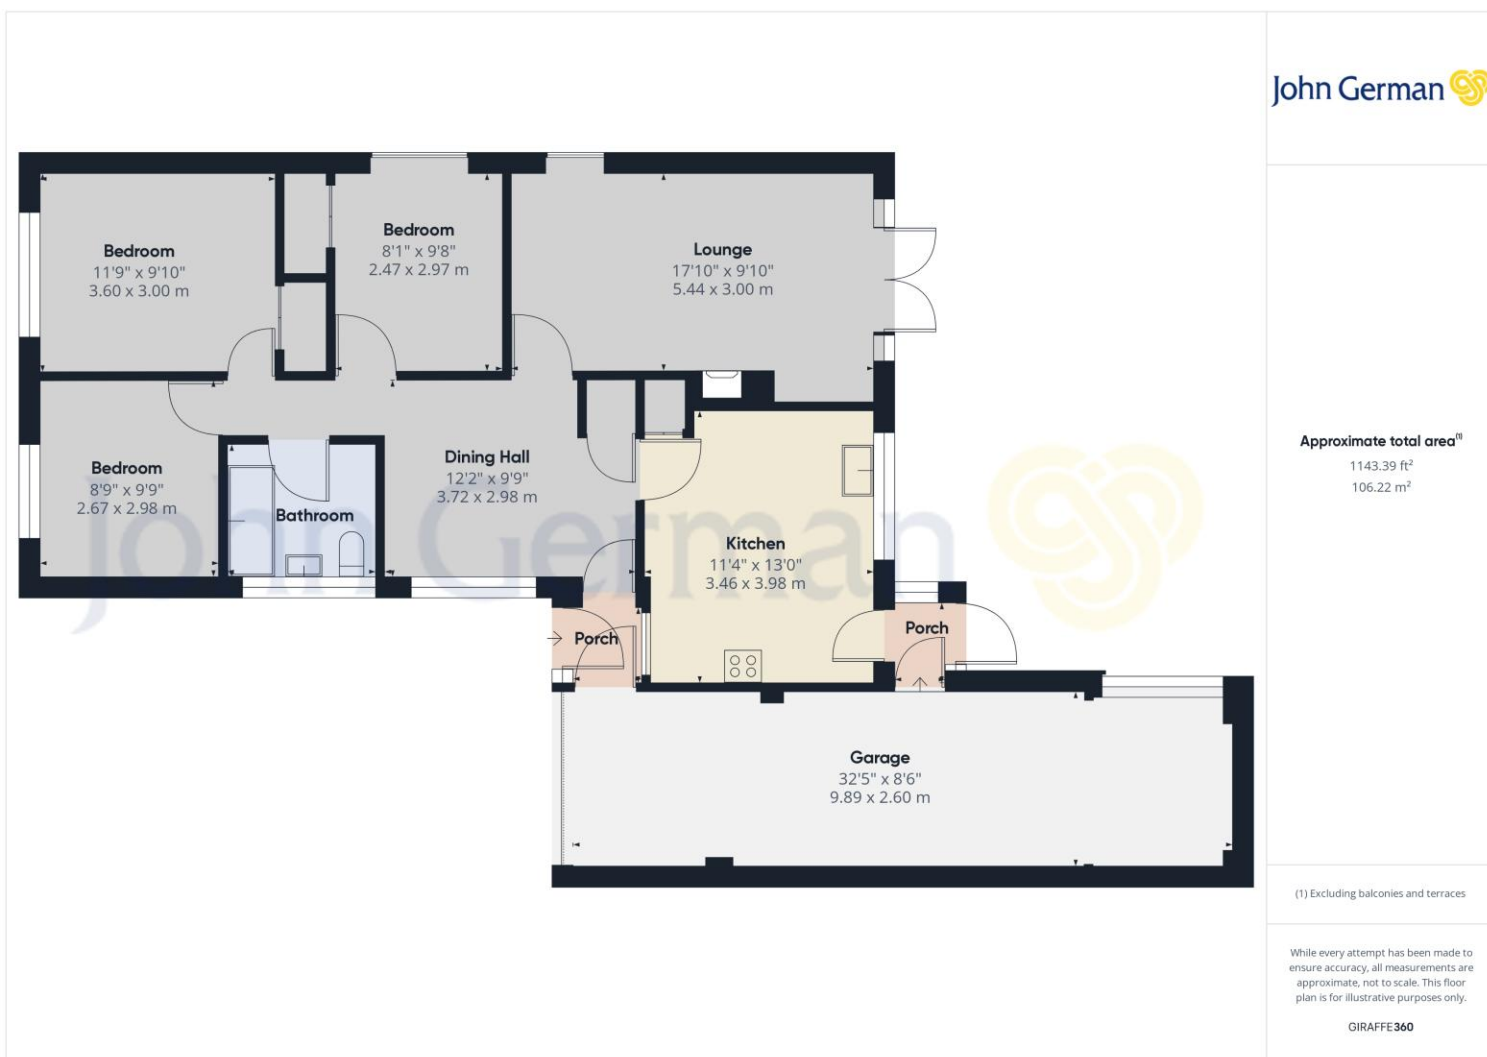 John German
Bedroom
11'9" x 9'10"
3.60 x 3.00 m
Bedroom
8'1" x 9'8"
2.47 x 2.97 m
Lounge
17'10" x 9'10"
5.44 x 3.00 m
Bedroom
8'9" x 9'9"
2.67 x 2.98 m
Bathroom
Dining Hall
12'2" x 9'9"
3.72 x 2.98 m
Kitchen
11'4" x 13'0"
3.46 x 3.98 m
Porch
Porch
Garage
32'5" x 8'6"
9.89 x 2.60 m
John German
Approximate total area⁽¹⁾
1143.39 ft²
106.22 m²
(1) Excluding balconies and terraces
While every attempt has been made to
ensure accuracy, all measurements are
approximate, not to scale. This floor
plan is for illustrative purposes only.
GIRAFFE360